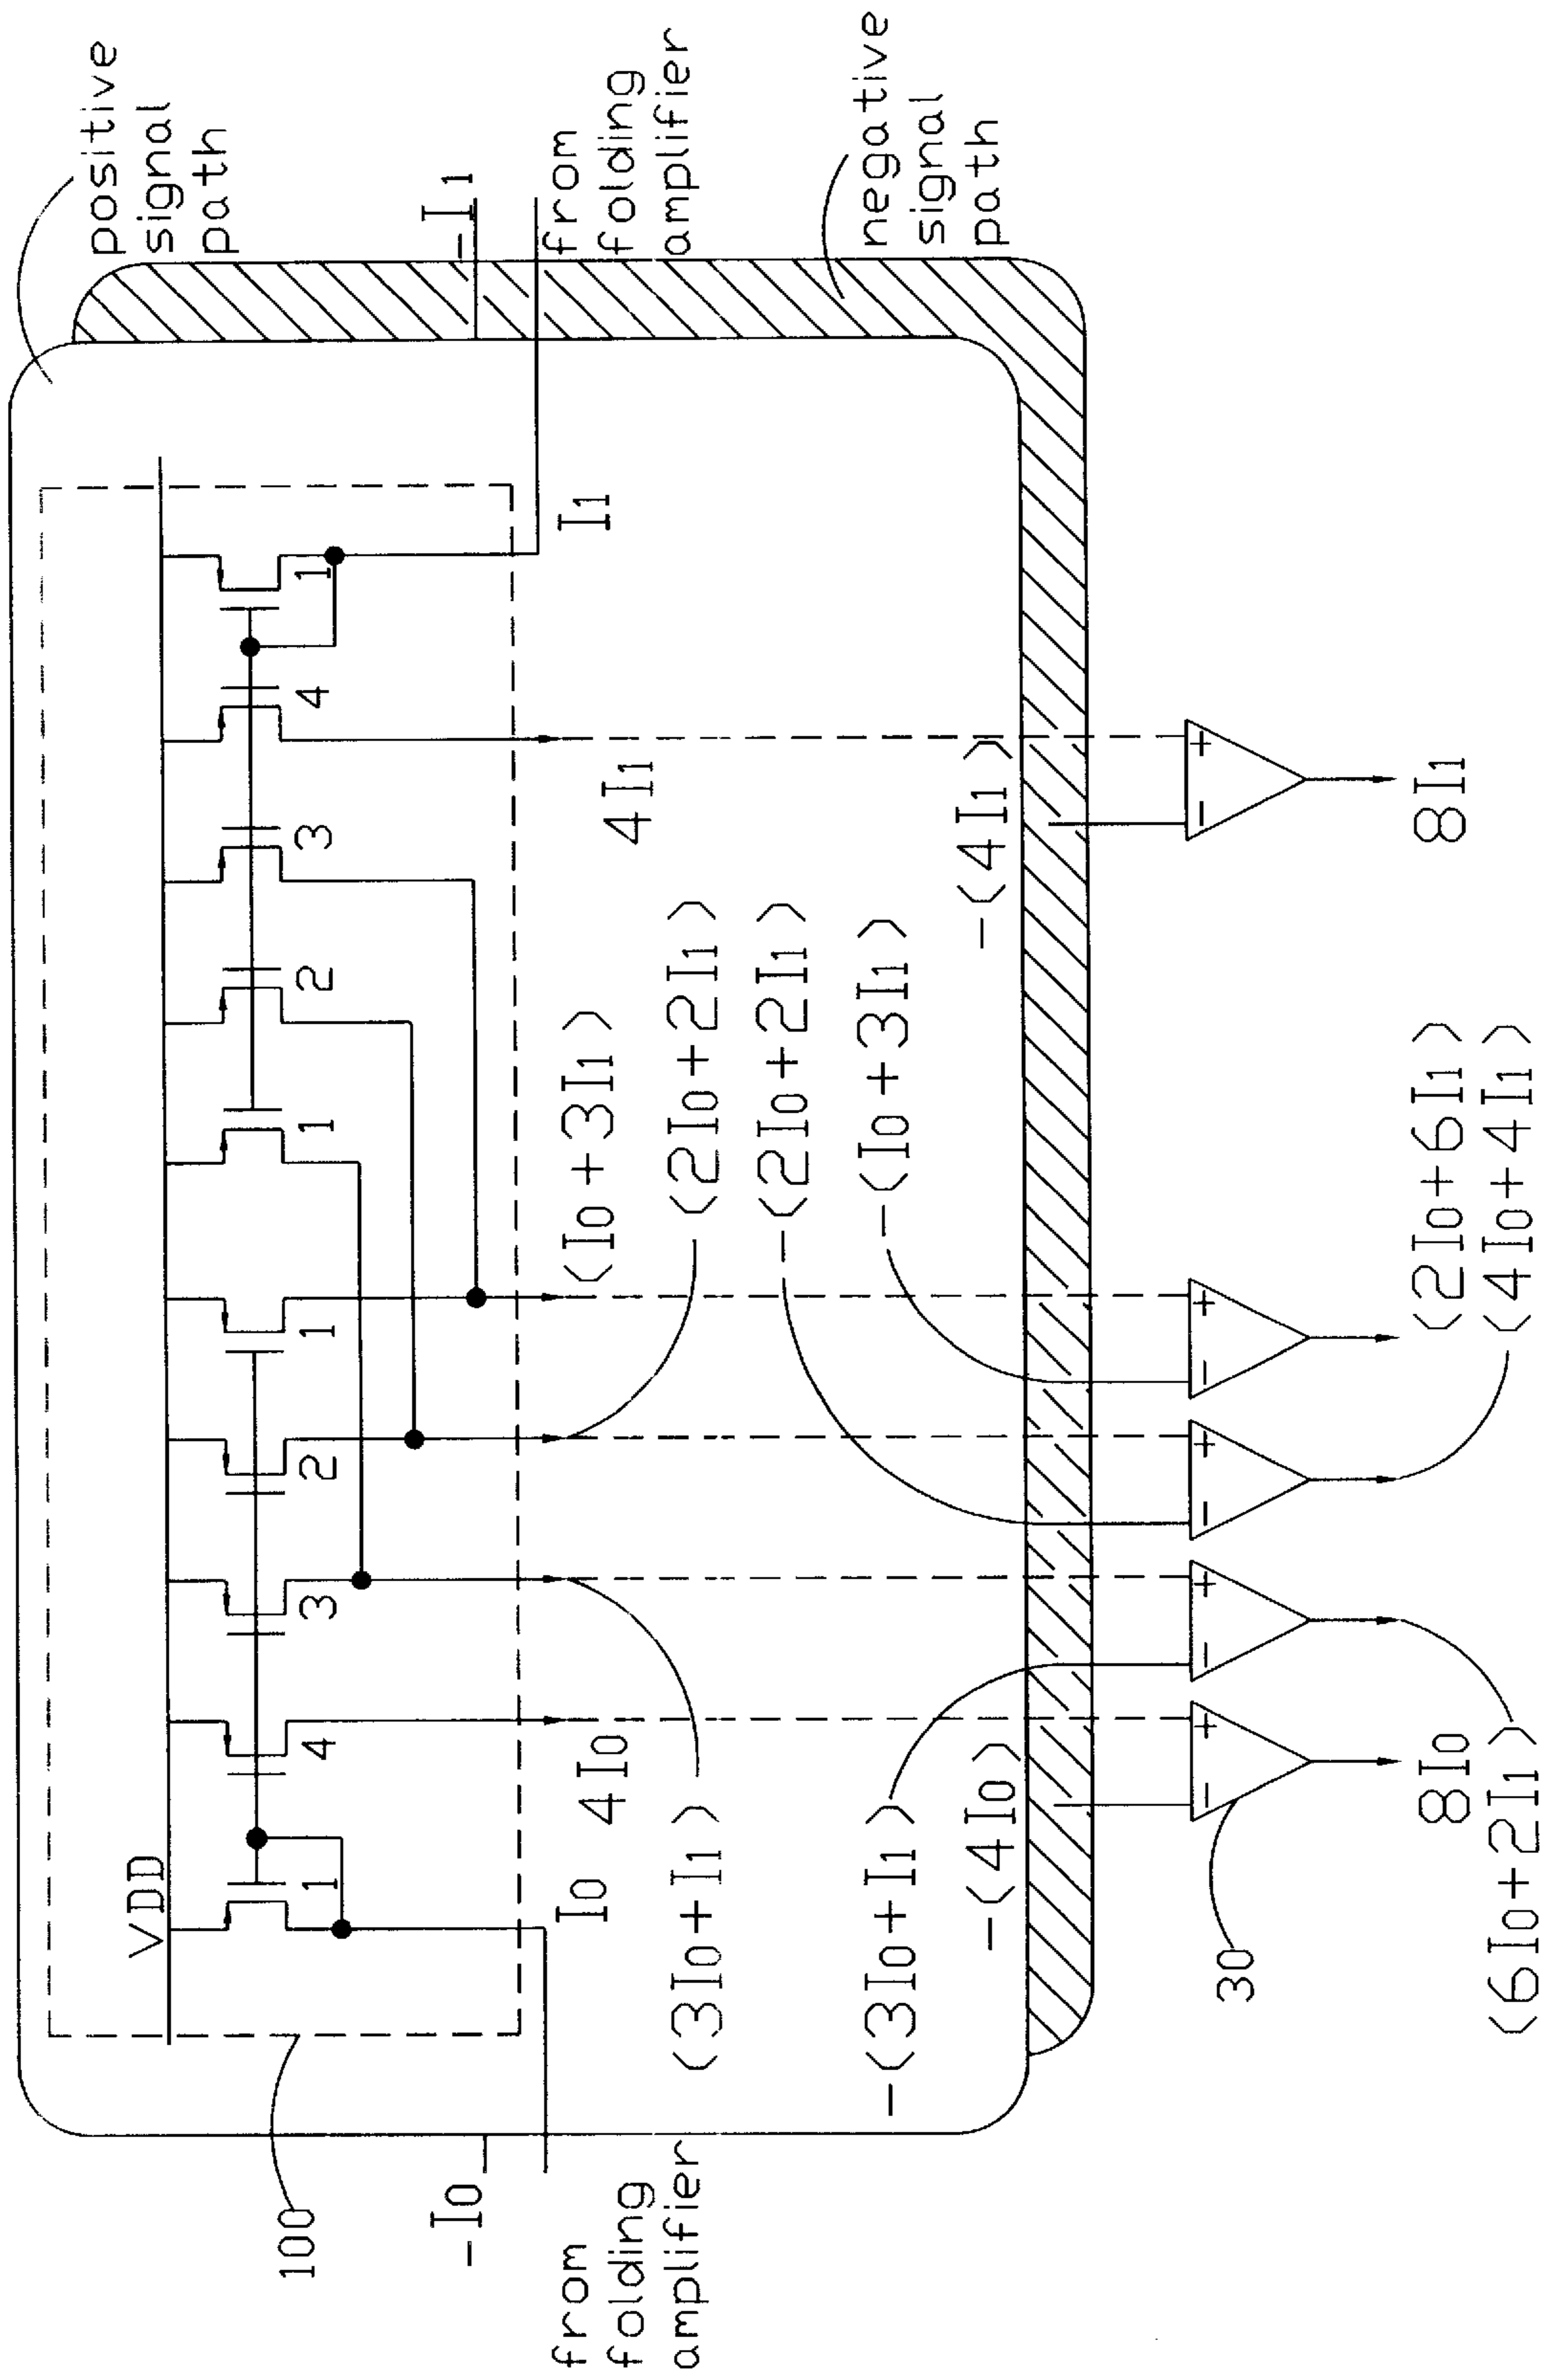 positive
signal
path
-I1
from
folding
amplifier
negative
signal
path
VDD
1
4
3
2
1
1
2
3
4
1
100
-I0
from
folding
amplifier
I0
4I0
(I0+3I1)
4I1
I1
(3I0+I1)
(2I0+2I1)
-(2I0+2I1)
-(3I0+I1)
-(I0+3I1)
-(4I0)
-(4I1)
- +
- +
- +
- +
- +
30
8I0
(2I0+6I1)
8I1
(6I0+2I1)
(4I0+4I1)